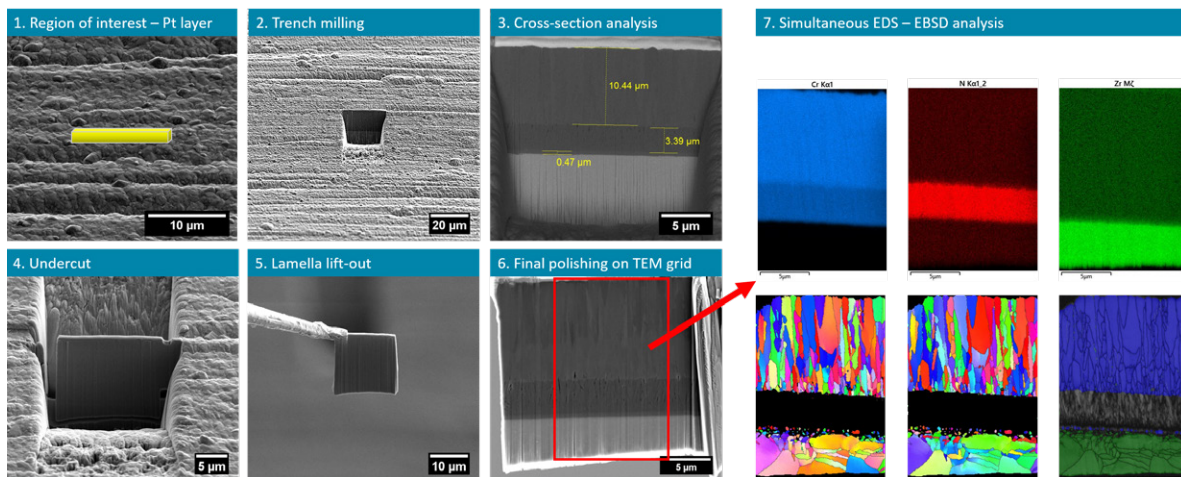 1. Region of interest – Pt layer
10 µm
2. Trench milling
20 µm
3. Cross-section analysis
10.44 µm
3.39 µm
0.47 µm
5 µm
4. Undercut
5 µm
5. Lamella lift-out
10 µm
6. Final polishing on TEM grid
5 µm
7. Simultaneous EDS – EBSD analysis
Cr Kα1
N Kα1_2
Zr Mζ
5µm
5µm
5µm